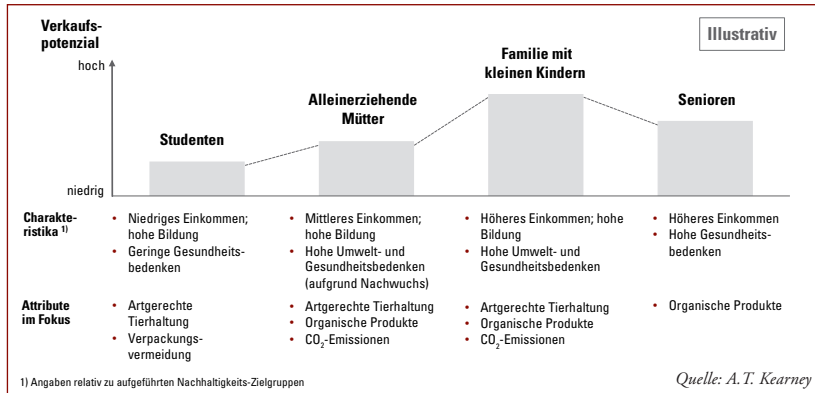 Verkaufs-
potenzial
Illustrativ
hoch
Familie mit
kleinen Kindern
Alleinerziehende
Mütter
Senioren
Studenten
niedrig
Charakte-
ristika 1)
• Niedriges Einkommen;
hohe Bildung
• Geringe Gesundheits-
bedenken
• Mittleres Einkommen;
hohe Bildung
• Hohe Umwelt- und
Gesundheitsbedenken
(aufgrund Nachwuchs)
• Höheres Einkommen; hohe
Bildung
• Hohe Umwelt- und
Gesundheitsbedenken
• Höheres Einkommen
• Hohe Gesundheits-
bedenken
Attribute
im Fokus
• Artgerechte
Tierhaltung
• Verpackungs-
vermeidung
• Artgerechte Tierhaltung
• Organische Produkte
• CO2-Emissionen
• Artgerechte Tierhaltung
• Organische Produkte
• CO2-Emissionen
• Organische Produkte
1) Angaben relativ zu aufgeführten Nachhaltigkeits-Zielgruppen
Quelle: A.T. Kearney